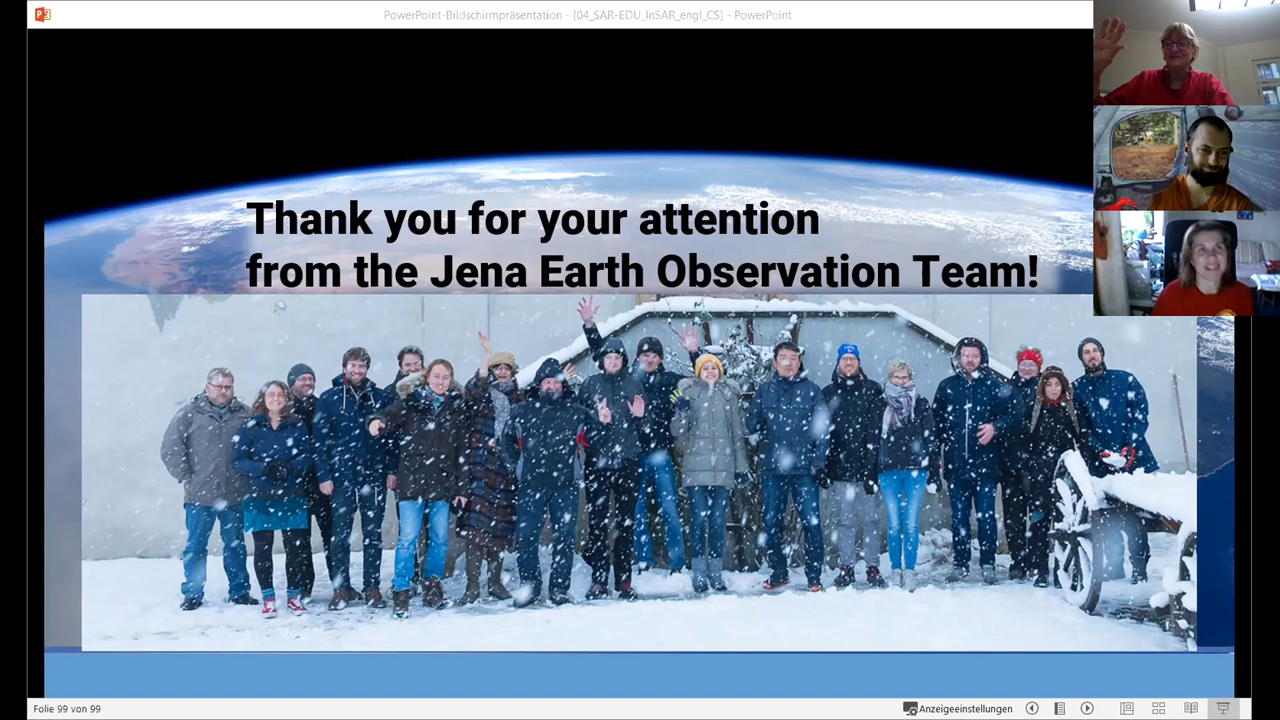 PowerPoint-Bildschirmpräsentation - [04_SAR-EDU_InSAR_engl_CS] - PowerPoint
Thank you for your attention
from the Jena Earth Observation Team!
Folie 99 von 99
Anzeigeeinstellungen